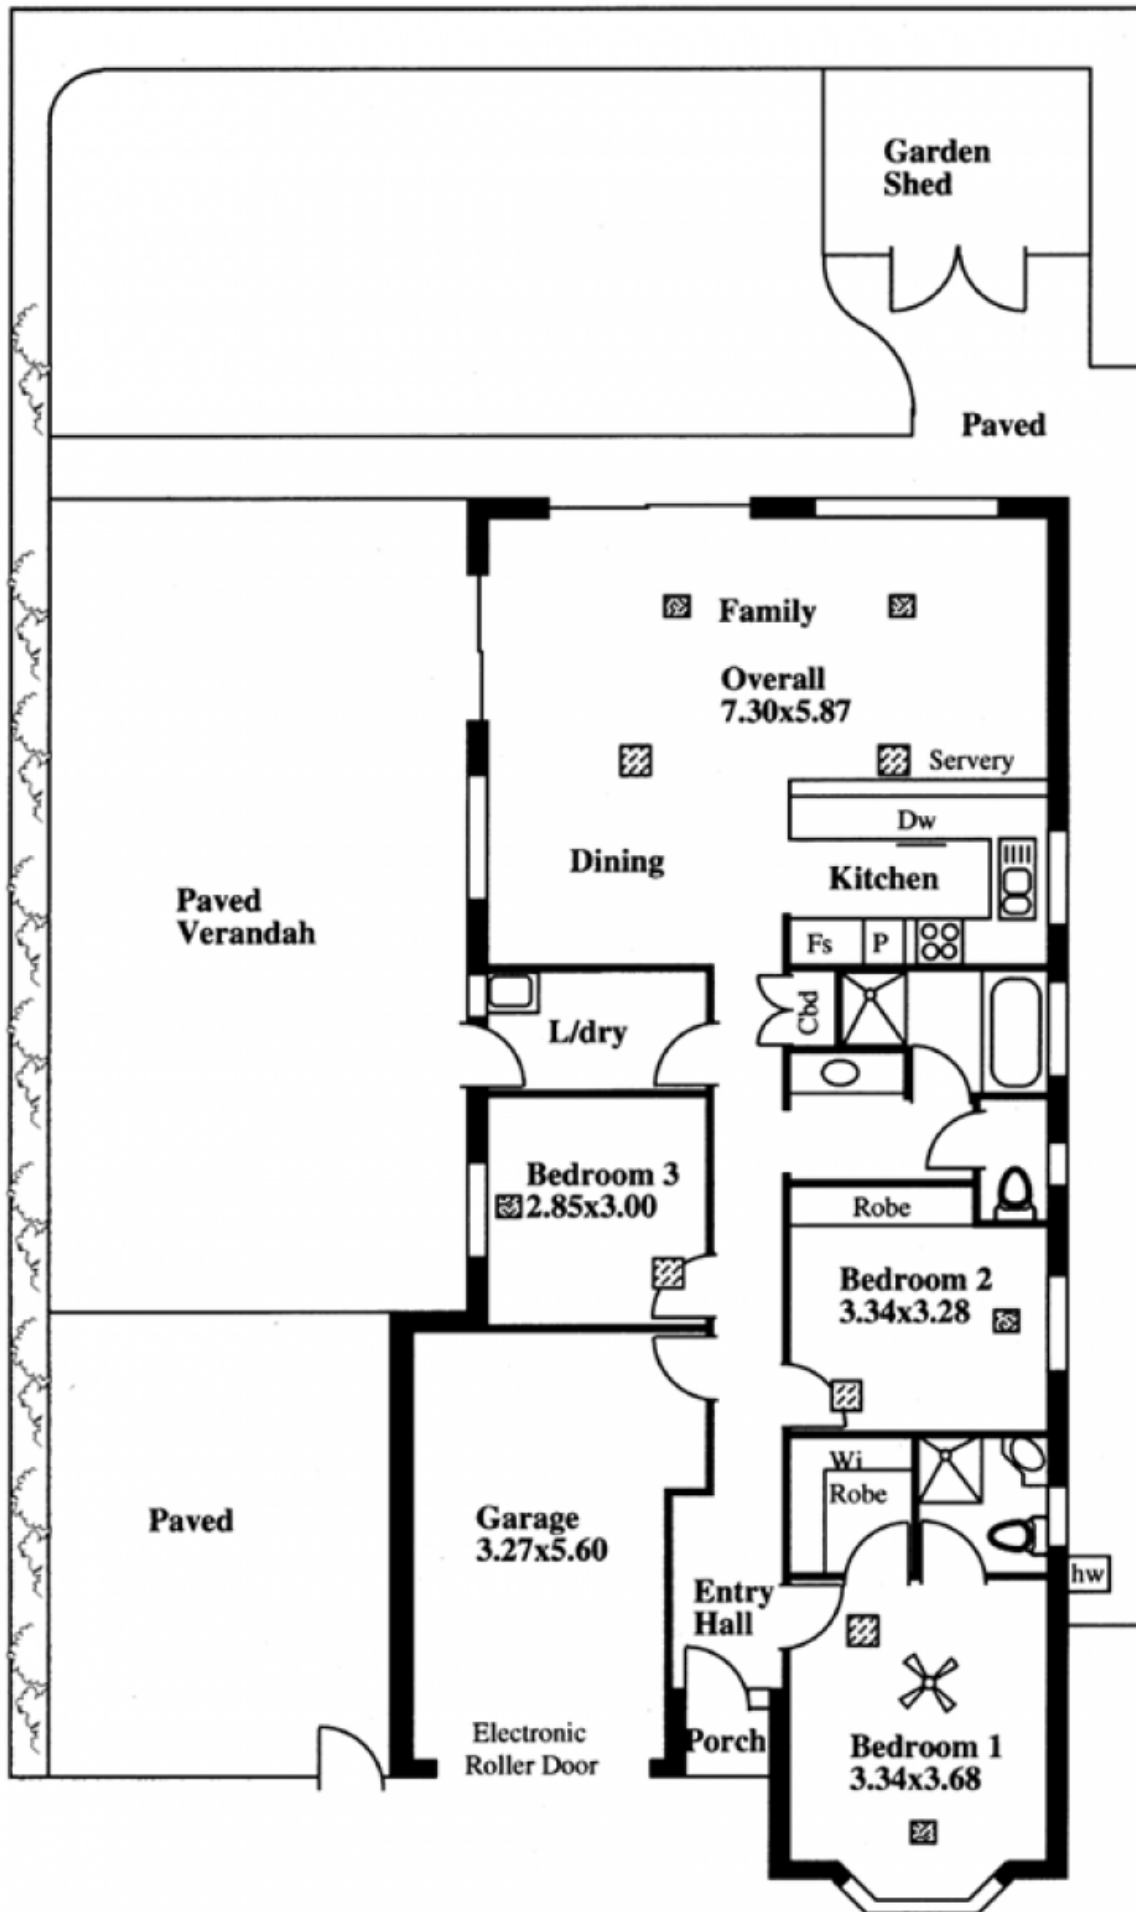 Garden
Shed
Paved
Family
Overall
7.30x5.87
Servery
Dw
Dining
Kitchen
Paved
Verandah
Fs
P
Cbd
L/dry
Bedroom 3
2.85x3.00
Robe
Bedroom 2
3.34x3.28
Wi
Robe
Paved
Garage
3.27x5.60
hw
Entry
Hall
Electronic
Roller Door
Porch
Bedroom 1
3.34x3.68